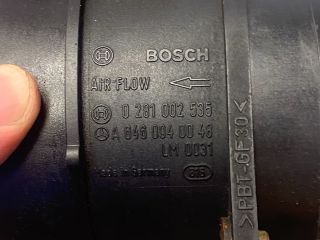 BOSCH
AIR FLOW
0 281 002 535
A 646 094 00 48
LM 0031
Made in Germany
>PBT-GF30<